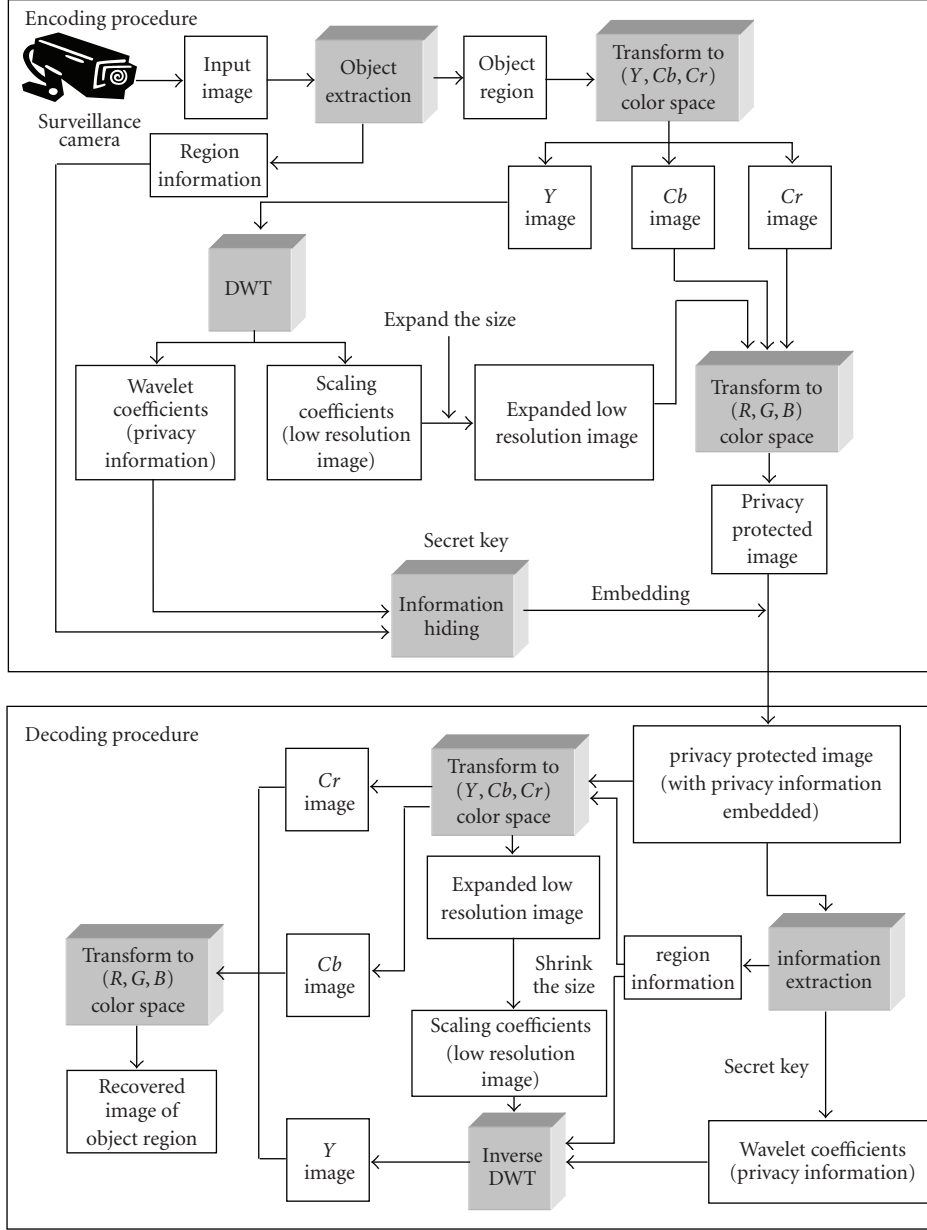 Encoding procedure
Surveillance
camera
Input
image
Object
extraction
Object
region
Transform to
(Y, Cb, Cr)
color space
Region
information
Y
image
Cb
image
Cr
image
DWT
Expand the size
Wavelet
coefficients
(privacy
information)
Scaling
coefficients
(low resolution
image)
Expanded low
resolution image
Transform to
(R, G, B)
color space
Privacy
protected
image
Secret key
Information
hiding
Embedding
Decoding procedure
privacy protected image
(with privacy information
embedded)
Transform to
(Y, Cb, Cr)
color space
Cr
image
Expanded low
resolution image
information
extraction
region
information
Shrink
the size
Cb
image
Transform to
(R, G, B)
color space
Scaling coefficients
(low resolution
image)
Secret key
Recovered
image of
object region
Y
image
Inverse
DWT
Wavelet coefficients
(privacy information)